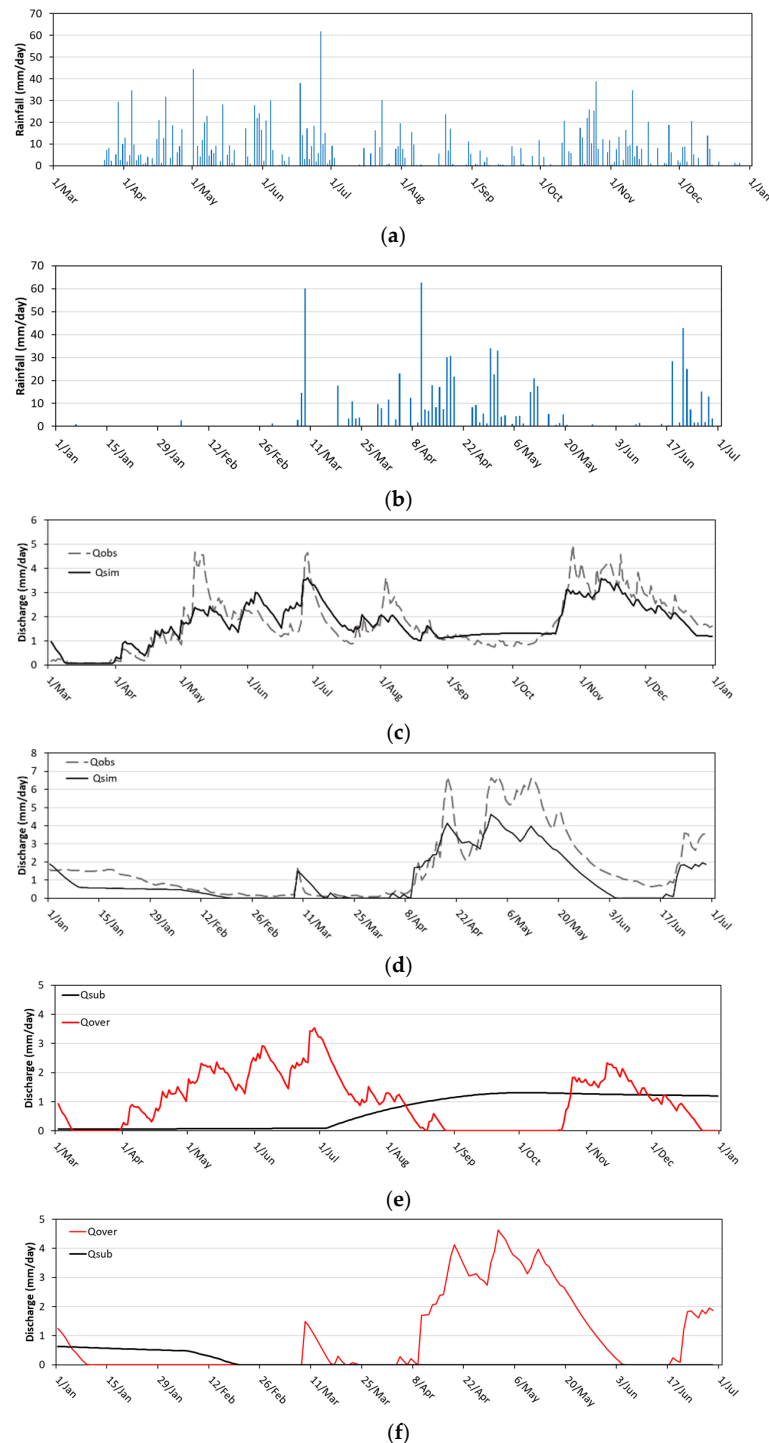 70
60
50
40
30
20
10
0
Rainfall (mm/day)
1/Mar 1/Apr 1/May 1/Jun 1/Jul 1/Aug 1/Sep 1/Oct 1/Nov 1/Dec 1/Jan
(a)
70
60
50
40
30
20
10
0
Rainfall (mm/day)
1/Jan 15/Jan 29/Jan 12/Feb 26/Feb 11/Mar 25/Mar 8/Apr 22/Apr 6/May 20/May 3/Jun 17/Jun 1/Jul
(b)
6
5
4
3
2
1
0
Discharge (mm/day)
Qobs
Qsim
1/Mar 1/Apr 1/May 1/Jun 1/Jul 1/Aug 1/Sep 1/Oct 1/Nov 1/Dec 1/Jan
(c)
8
7
6
5
4
3
2
1
0
Discharge (mm/day)
Qobs
Qsim
1/Jan 15/Jan 29/Jan 12/Feb 26/Feb 11/Mar 25/Mar 8/Apr 22/Apr 6/May 20/May 3/Jun 17/Jun 1/Jul
(d)
5
4
3
2
1
0
Discharge (mm/day)
Qsub
Qover
1/Mar 1/Apr 1/May 1/Jun 1/Jul 1/Aug 1/Sep 1/Oct 1/Nov 1/Dec 1/Jan
(e)
5
4
3
2
1
0
Discharge (mm/day)
Qover
Qsub
1/Jan 15/Jan 29/Jan 12/Feb 26/Feb 11/Mar 25/Mar 8/Apr 22/Apr 6/May 20/May 3/Jun 17/Jun 1/Jul
(f)